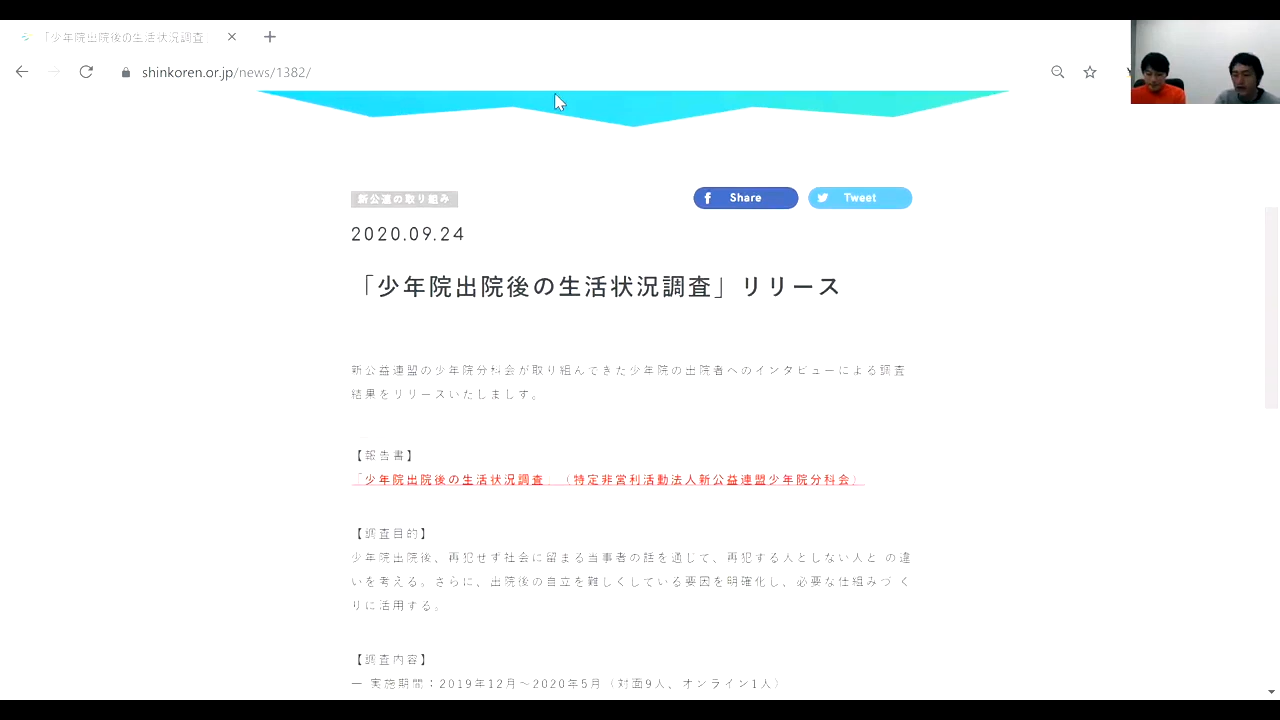 「少年院出院後の生活状況調査
shinkoren.or.jp/news/1382/
新公連の取り組み
Share
Tweet
2020.09.24
「少年院出院後の生活状況調査」リリース
新公益連盟の少年院分科会が取り組んできた少年院の出院者へのインタビューによる調査
結果をリリースいたしましす。
【報告書】
「少年院出院後の生活状況調査」（特定非営利活動法人新公益連盟少年院分科会）
【調査目的】
少年院出院後、再犯せず社会に留まる当事者の話を通じて、再犯する人としない人と の違
いを考える。さらに、出院後の自立を難しくしている要因を明確化し、必要な仕組みづ く
りに活用する。
【調査内容】
ー 実施期間：2019年12月〜2020年5月（対面9人、オンライン1人）